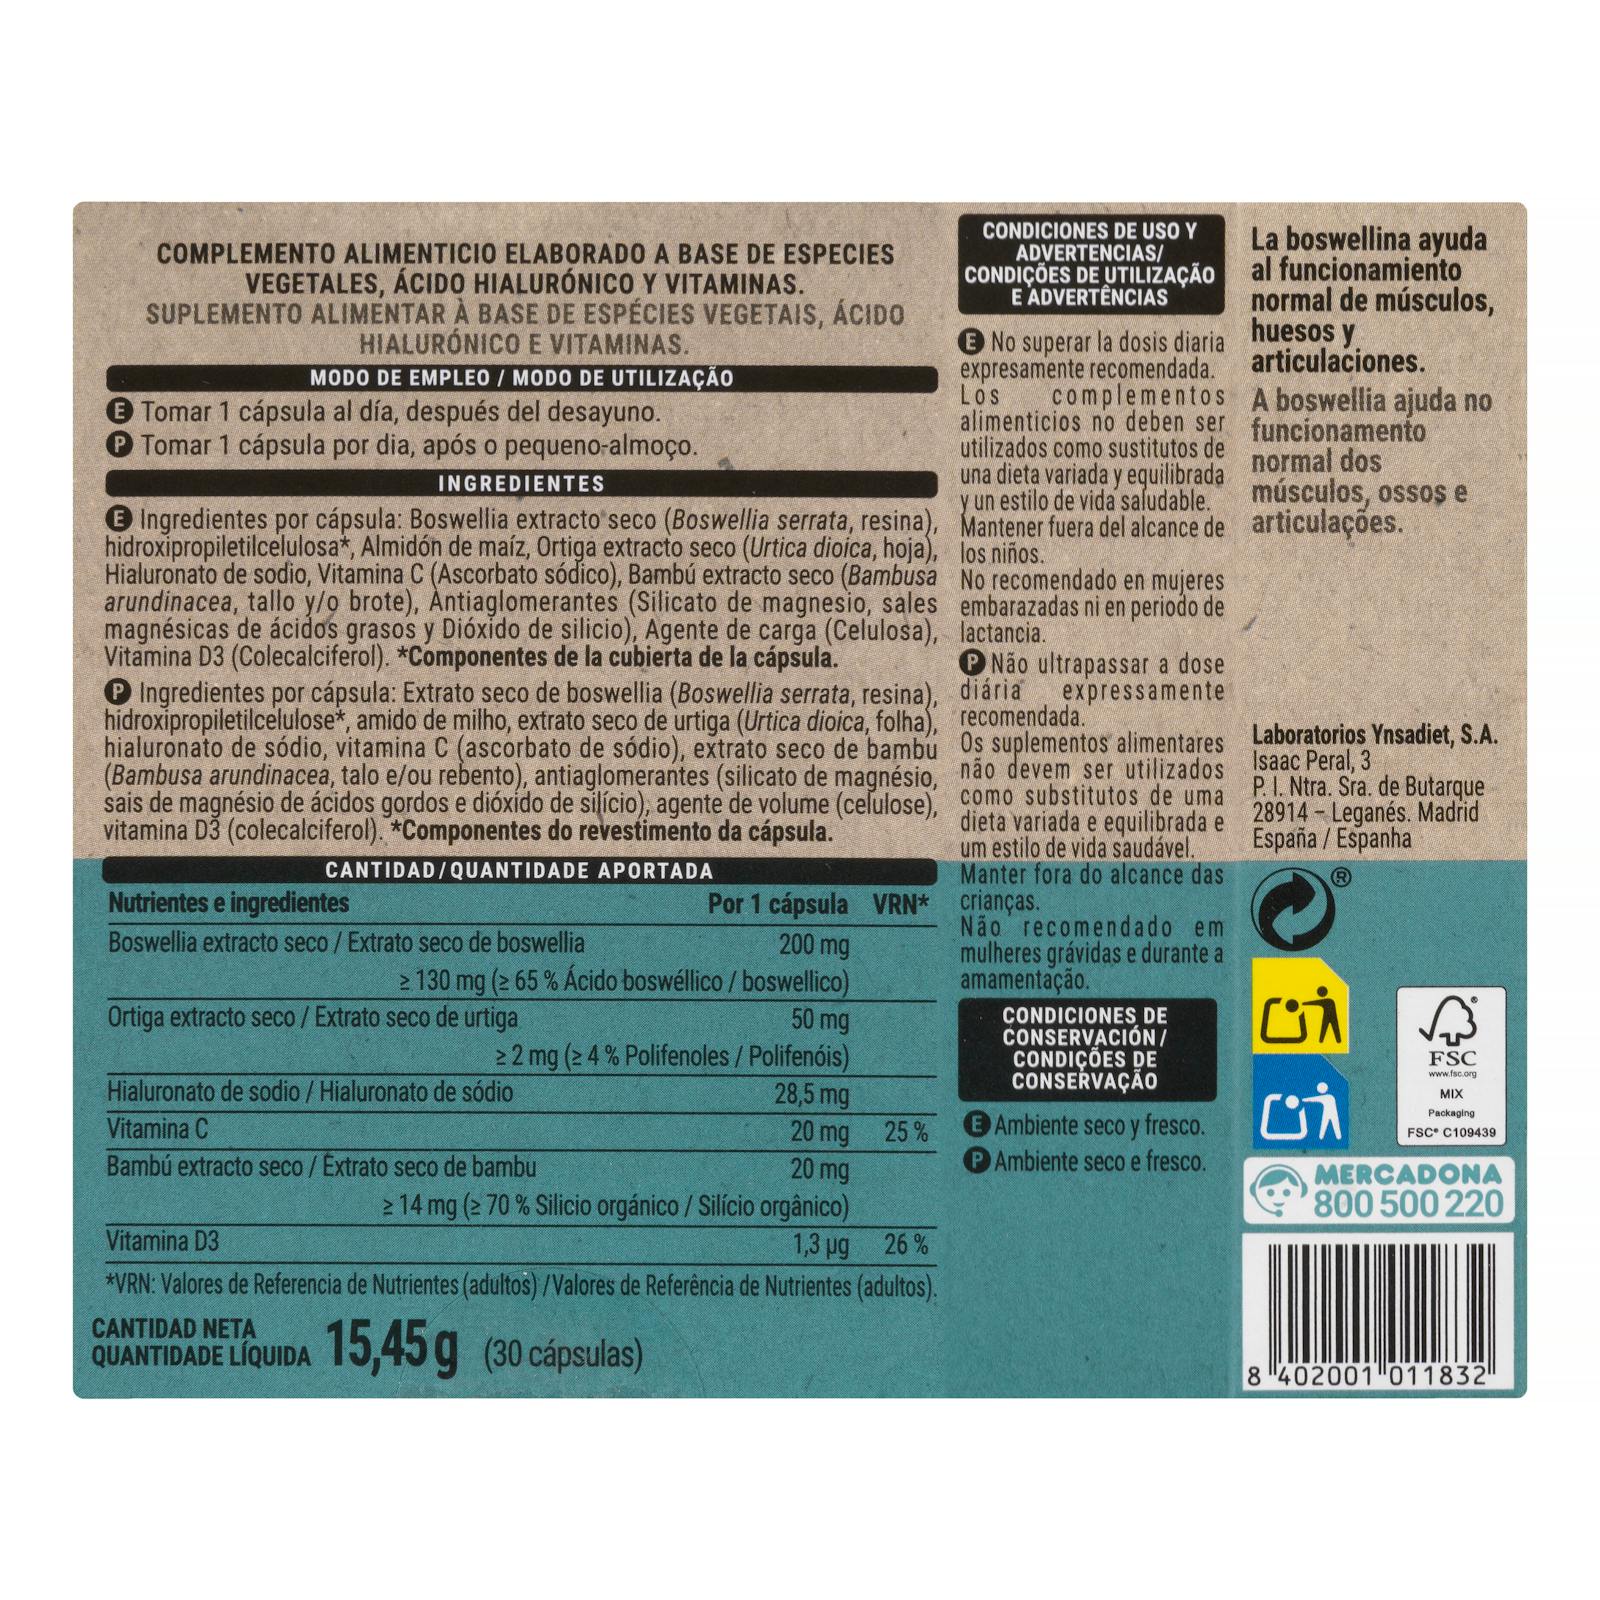 COMPLEMENTO ALIMENTICIO ELABORADO A BASE DE ESPECIES
VEGETALES, ÁCIDO HIALURÓNICO Y VITAMINAS.
SUPLEMENTO ALIMENTAR À BASE DE ESPÉCIES VEGETAIS, ÁCIDO
HIALURÓNICO E VITAMINAS.
MODO DE EMPLEO / MODO DE UTILIZAÇÃO
E Tomar 1 cápsula al día, después del desayuno.
P Tomar 1 cápsula por dia, após o pequeno-almoço.
INGREDIENTES
E Ingredientes por cápsula: Boswellia extracto seco (Boswellia serrata, resina),
hidroxipropiletilcelulosa*, Almidón de maíz, Ortiga extracto seco (Urtica dioica, hoja),
Hialuronato de sodio, Vitamina C (Ascorbato sódico), Bambú extracto seco (Bambusa
arundinacea, tallo y/o brote), Antiaglomerantes (Silicato de magnesio, sales
magnésicas de ácidos grasos y Dióxido de silicio), Agente de carga (Celulosa),
Vitamina D3 (Colecalciferol). *Componentes de la cubierta de la cápsula.
P Ingredientes por cápsula: Extrato seco de boswellia (Boswellia serrata, resina),
hidroxipropiletilcelulose*, amido de milho, extrato seco de urtiga (Urtica dioica, folha),
hialuronato de sódio, vitamina C (ascorbato de sódio), extrato seco de bambu
(Bambusa arundinacea, talo e/ou rebento), antiaglomerantes (silicato de magnésio,
sais de magnésio de ácidos gordos e dióxido de silício), agente de volume (celulose),
vitamina D3 (colecalciferol). *Componentes do revestimento da cápsula.
CANTIDAD/QUANTIDADE APORTADA
Nutrientes e ingredientes Por 1 cápsula VRN*
Boswellia extracto seco / Extrato seco de boswellia 200 mg
≥ 130 mg (≥ 65 % Ácido boswéllico / boswellico)
Ortiga extracto seco / Extrato seco de urtiga 50 mg
≥ 2 mg (≥ 4 % Polifenoles / Polifenóis)
Hialuronato de sodio / Hialuronato de sódio 28,5 mg
Vitamina C 20 mg 25 %
Bambú extracto seco / Extrato seco de bambu 20 mg
≥ 14 mg (≥ 70 % Silicio orgánico / Silício orgânico)
Vitamina D3 1,3 µg 26 %
*VRN: Valores de Referencia de Nutrientes (adultos) / Valores de Referência de Nutrientes (adultos).
CANTIDAD NETA
QUANTIDADE LÍQUIDA 15,45 g (30 cápsulas)
CONDICIONES DE USO Y
ADVERTENCIAS/
CONDIÇÕES DE UTILIZAÇÃO
E ADVERTÊNCIAS
E No superar la dosis diaria
expresamente recomendada.
Los complementos
alimenticios no deben ser
utilizados como sustitutos de
una dieta variada y equilibrada
y un estilo de vida saludable.
Mantener fuera del alcance de
los niños.
No recomendado en mujeres
embarazadas ni en periodo de
lactancia.
P Não ultrapassar a dose
diária expressamente
recomendada.
Os suplementos alimentares
não devem ser utilizados
como substitutos de uma
dieta variada e equilibrada e
um estilo de vida saudável.
Manter fora do alcance das
crianças.
Não recomendado em
mulheres grávidas e durante a
amamentação.
CONDICIONES DE
CONSERVACIÓN/
CONDIÇÕES DE
CONSERVAÇÃO
E Ambiente seco y fresco.
P Ambiente seco e fresco.
La boswellina ayuda
al funcionamiento
normal de músculos,
huesos y
articulaciones.
A boswellia ajuda no
funcionamento
normal dos
músculos, ossos e
articulações.
Laboratorios Ynsadiet, S.A.
Isaac Peral, 3
P. I. Ntra. Sra. de Butarque
28914 – Leganés. Madrid
España / Espanha
®
FSC
www.fsc.org
MIX
Packaging
FSC® C109439
MERCADONA
800 500 220
8 402001 011832